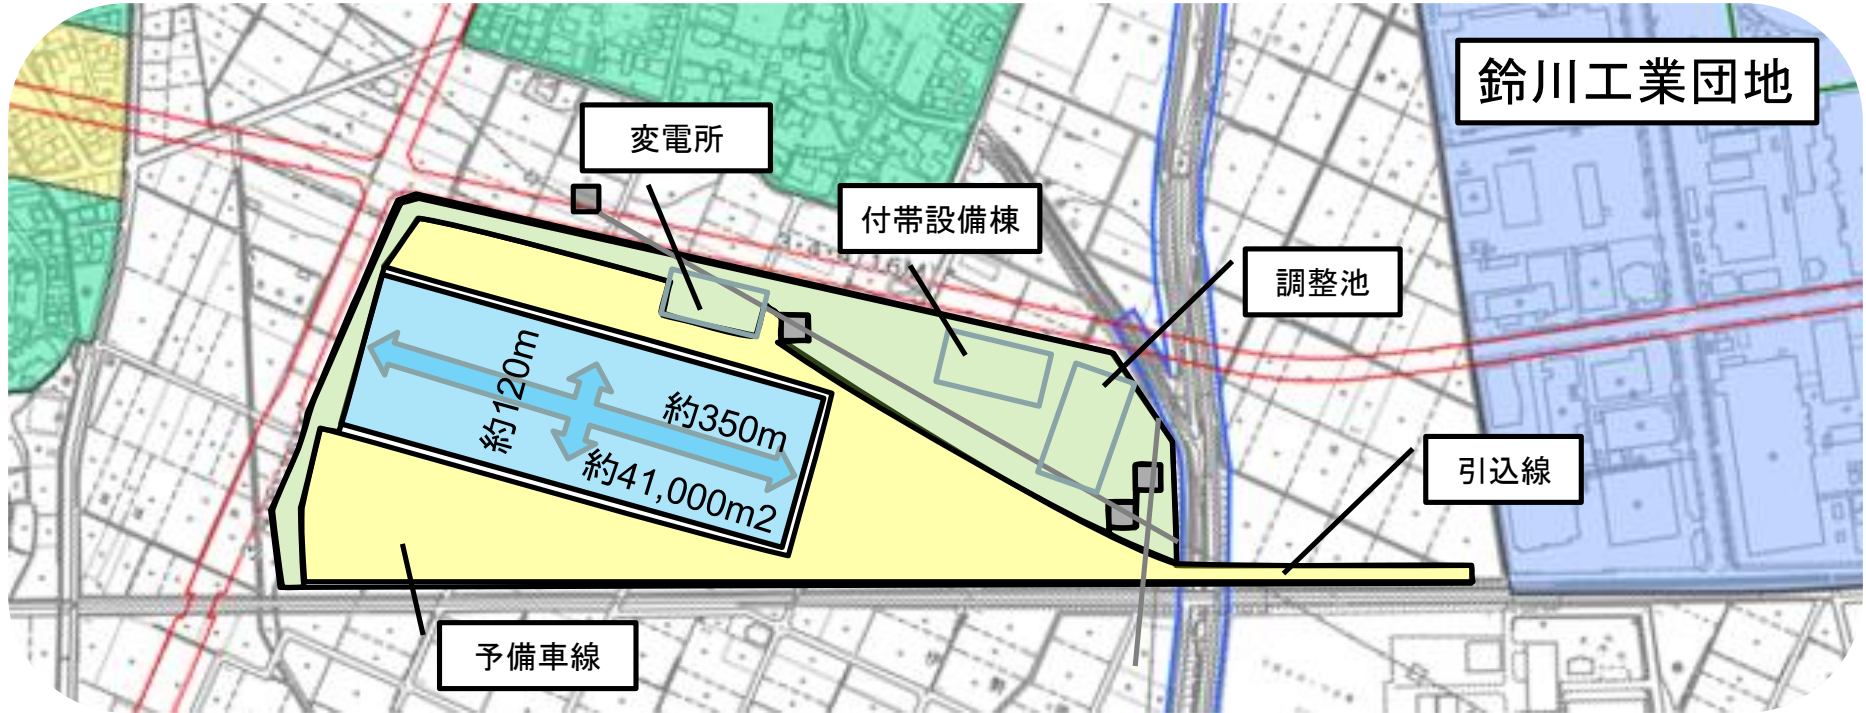 鈴川工業団地
変電所
付帯設備棟
調整池
約120m
約350m
約41,000m2
引込線
予備車線